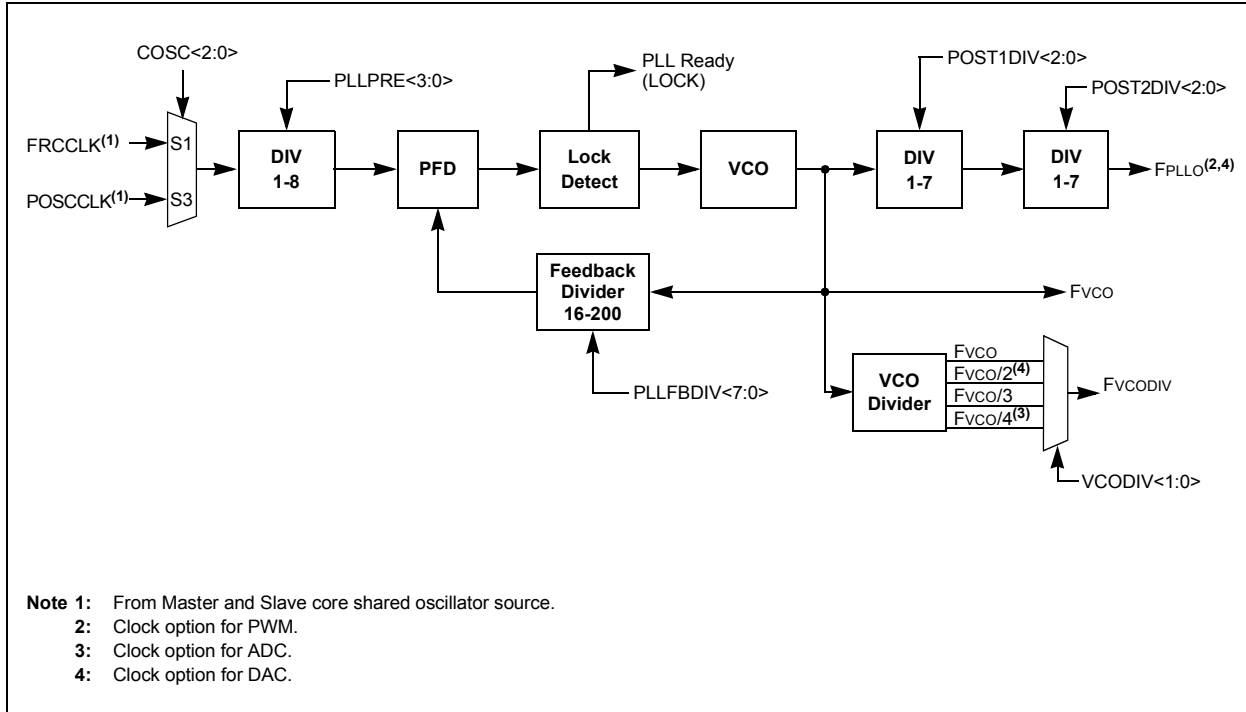 COSC<2:0>
PLLPRE<3:0>
PLL Ready
(LOCK)
POST1DIV<2:0>
POST2DIV<2:0>
FRCCLK(1)
S1
POSCCLK(1)
S3
DIV
1-8
PFD
Lock
Detect
VCO
DIV
1-7
DIV
1-7
FPLLO(2,4)
Feedback
Divider
16-200
FVCO
PLLFBDIV<7:0>
VCO
Divider
FVCO
FVCO/2(4)
FVCO/3
FVCO/4(3)
FVCODIV
VCODIV<1:0>
Note 1: From Master and Slave core shared oscillator source.
2: Clock option for PWM.
3: Clock option for ADC.
4: Clock option for DAC.